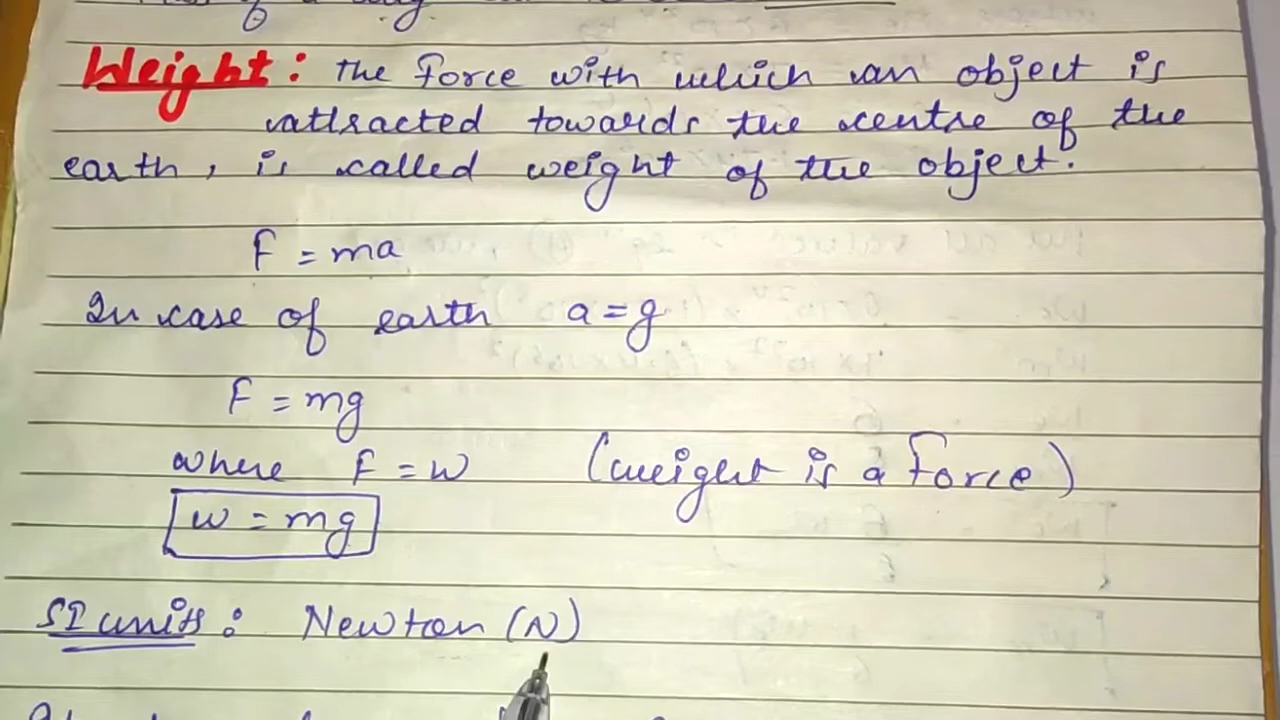 of a
Weight: The Force with which an object is
attracted towards the centre of the
earth, is called weight of the object.
F = ma
In case of earth a = g
F = mg
where F = w (weight is a Force)
w = mg
SI units: Newton (N)